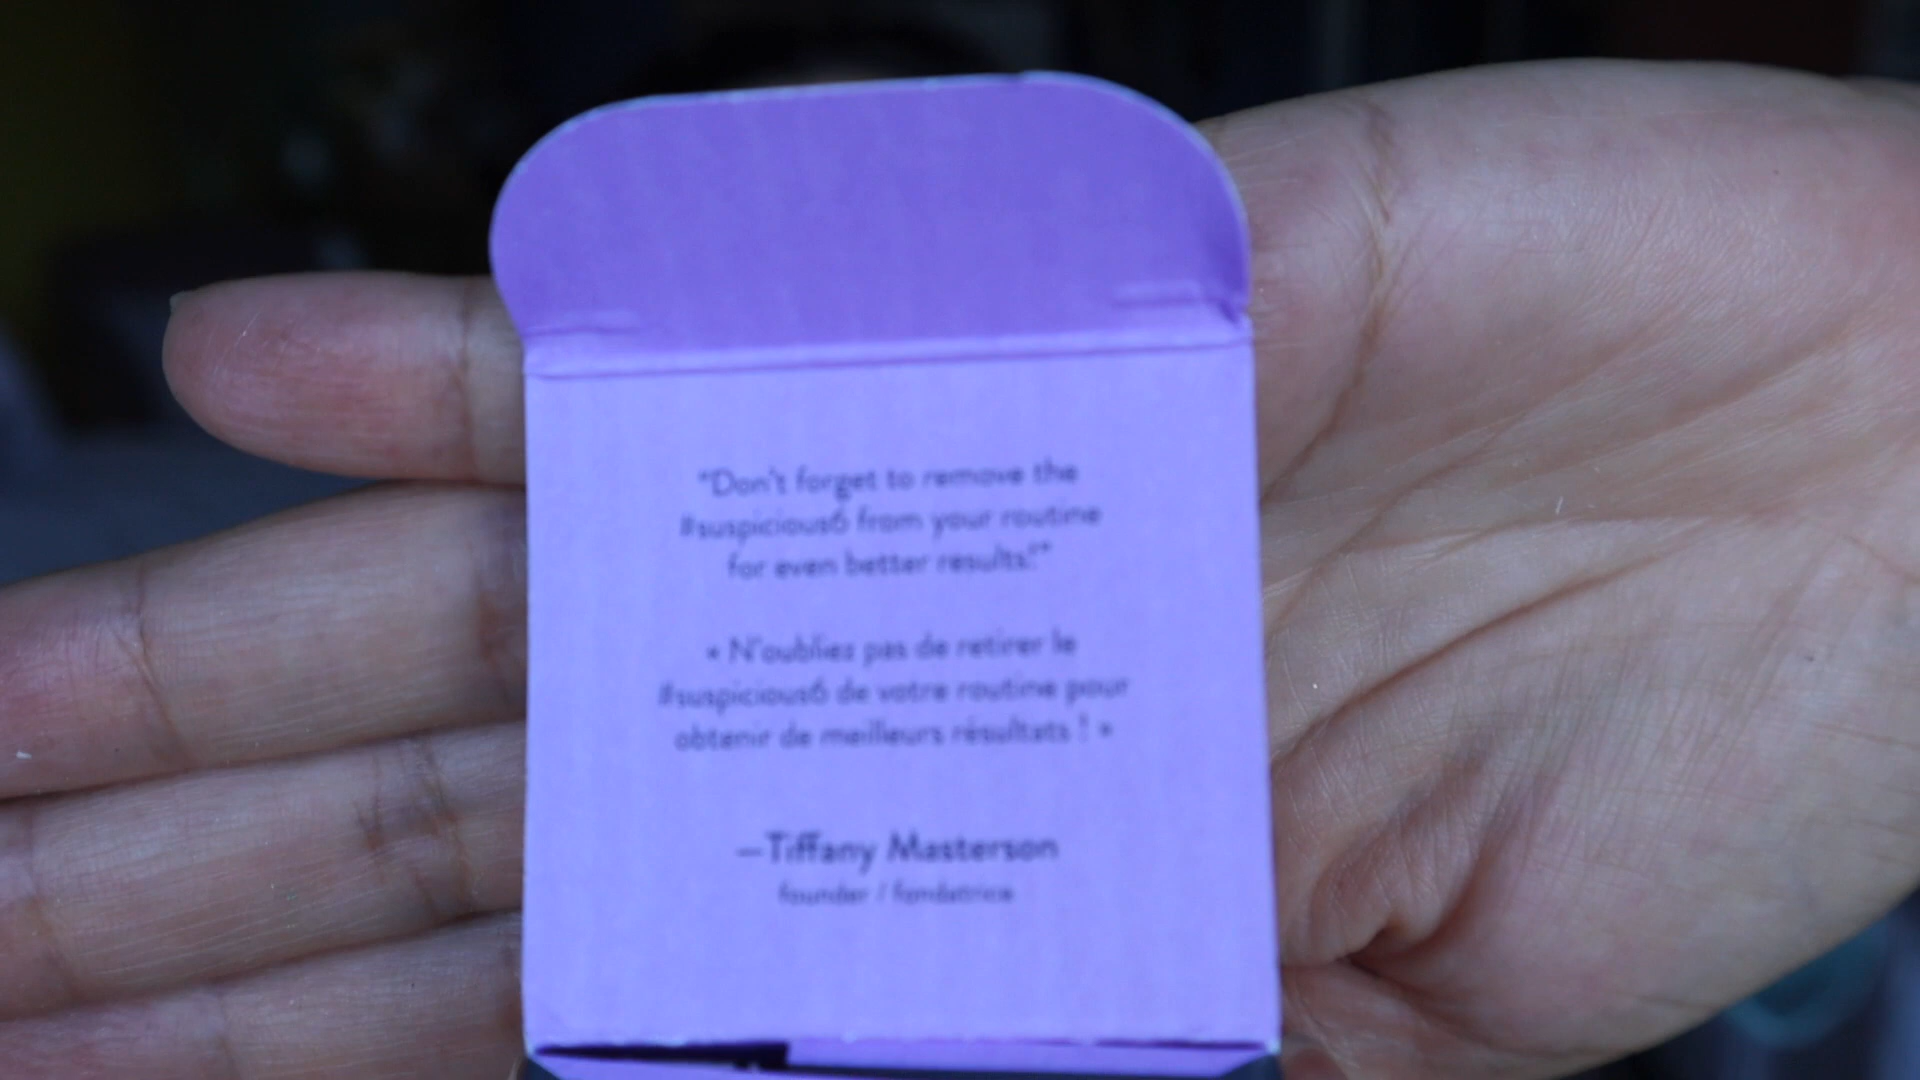 "Don't forget to remove the
#suspicious6 from your routine
for even better results!"
« N'oubliez pas de retirer le
#suspicious6 de votre routine pour
obtenir de meilleurs résultats ! »
—Tiffany Masterson
founder / fondatrice